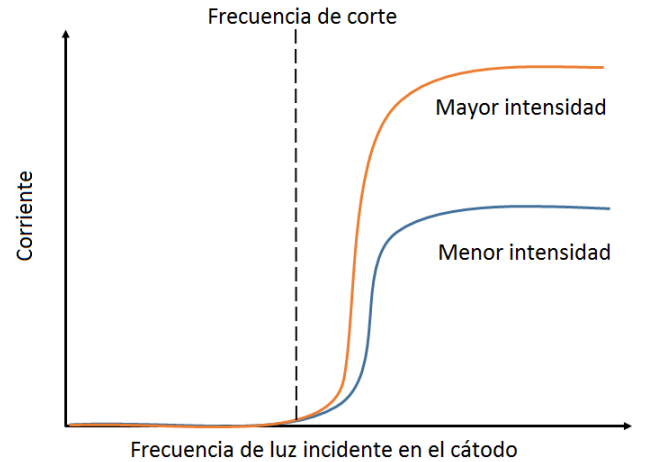 Frecuencia de corte
Mayor intensidad
Corriente
Menor intensidad
Frecuencia de luz incidente en el cátodo